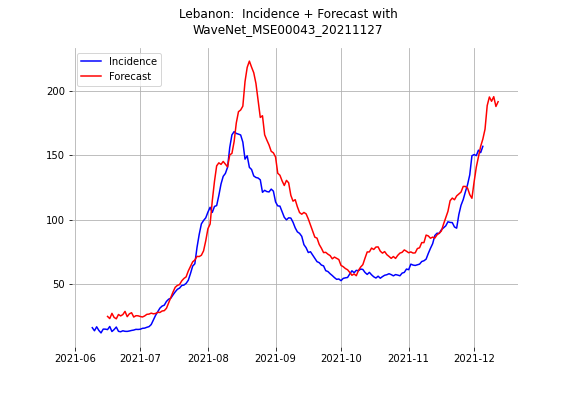 Lebanon:  Incidence + Forecast with
WaveNet_MSE00043_20211127
Incidence
Forecast
200
150
100
50
2021-06 2021-07 2021-08 2021-09 2021-10 2021-11 2021-12